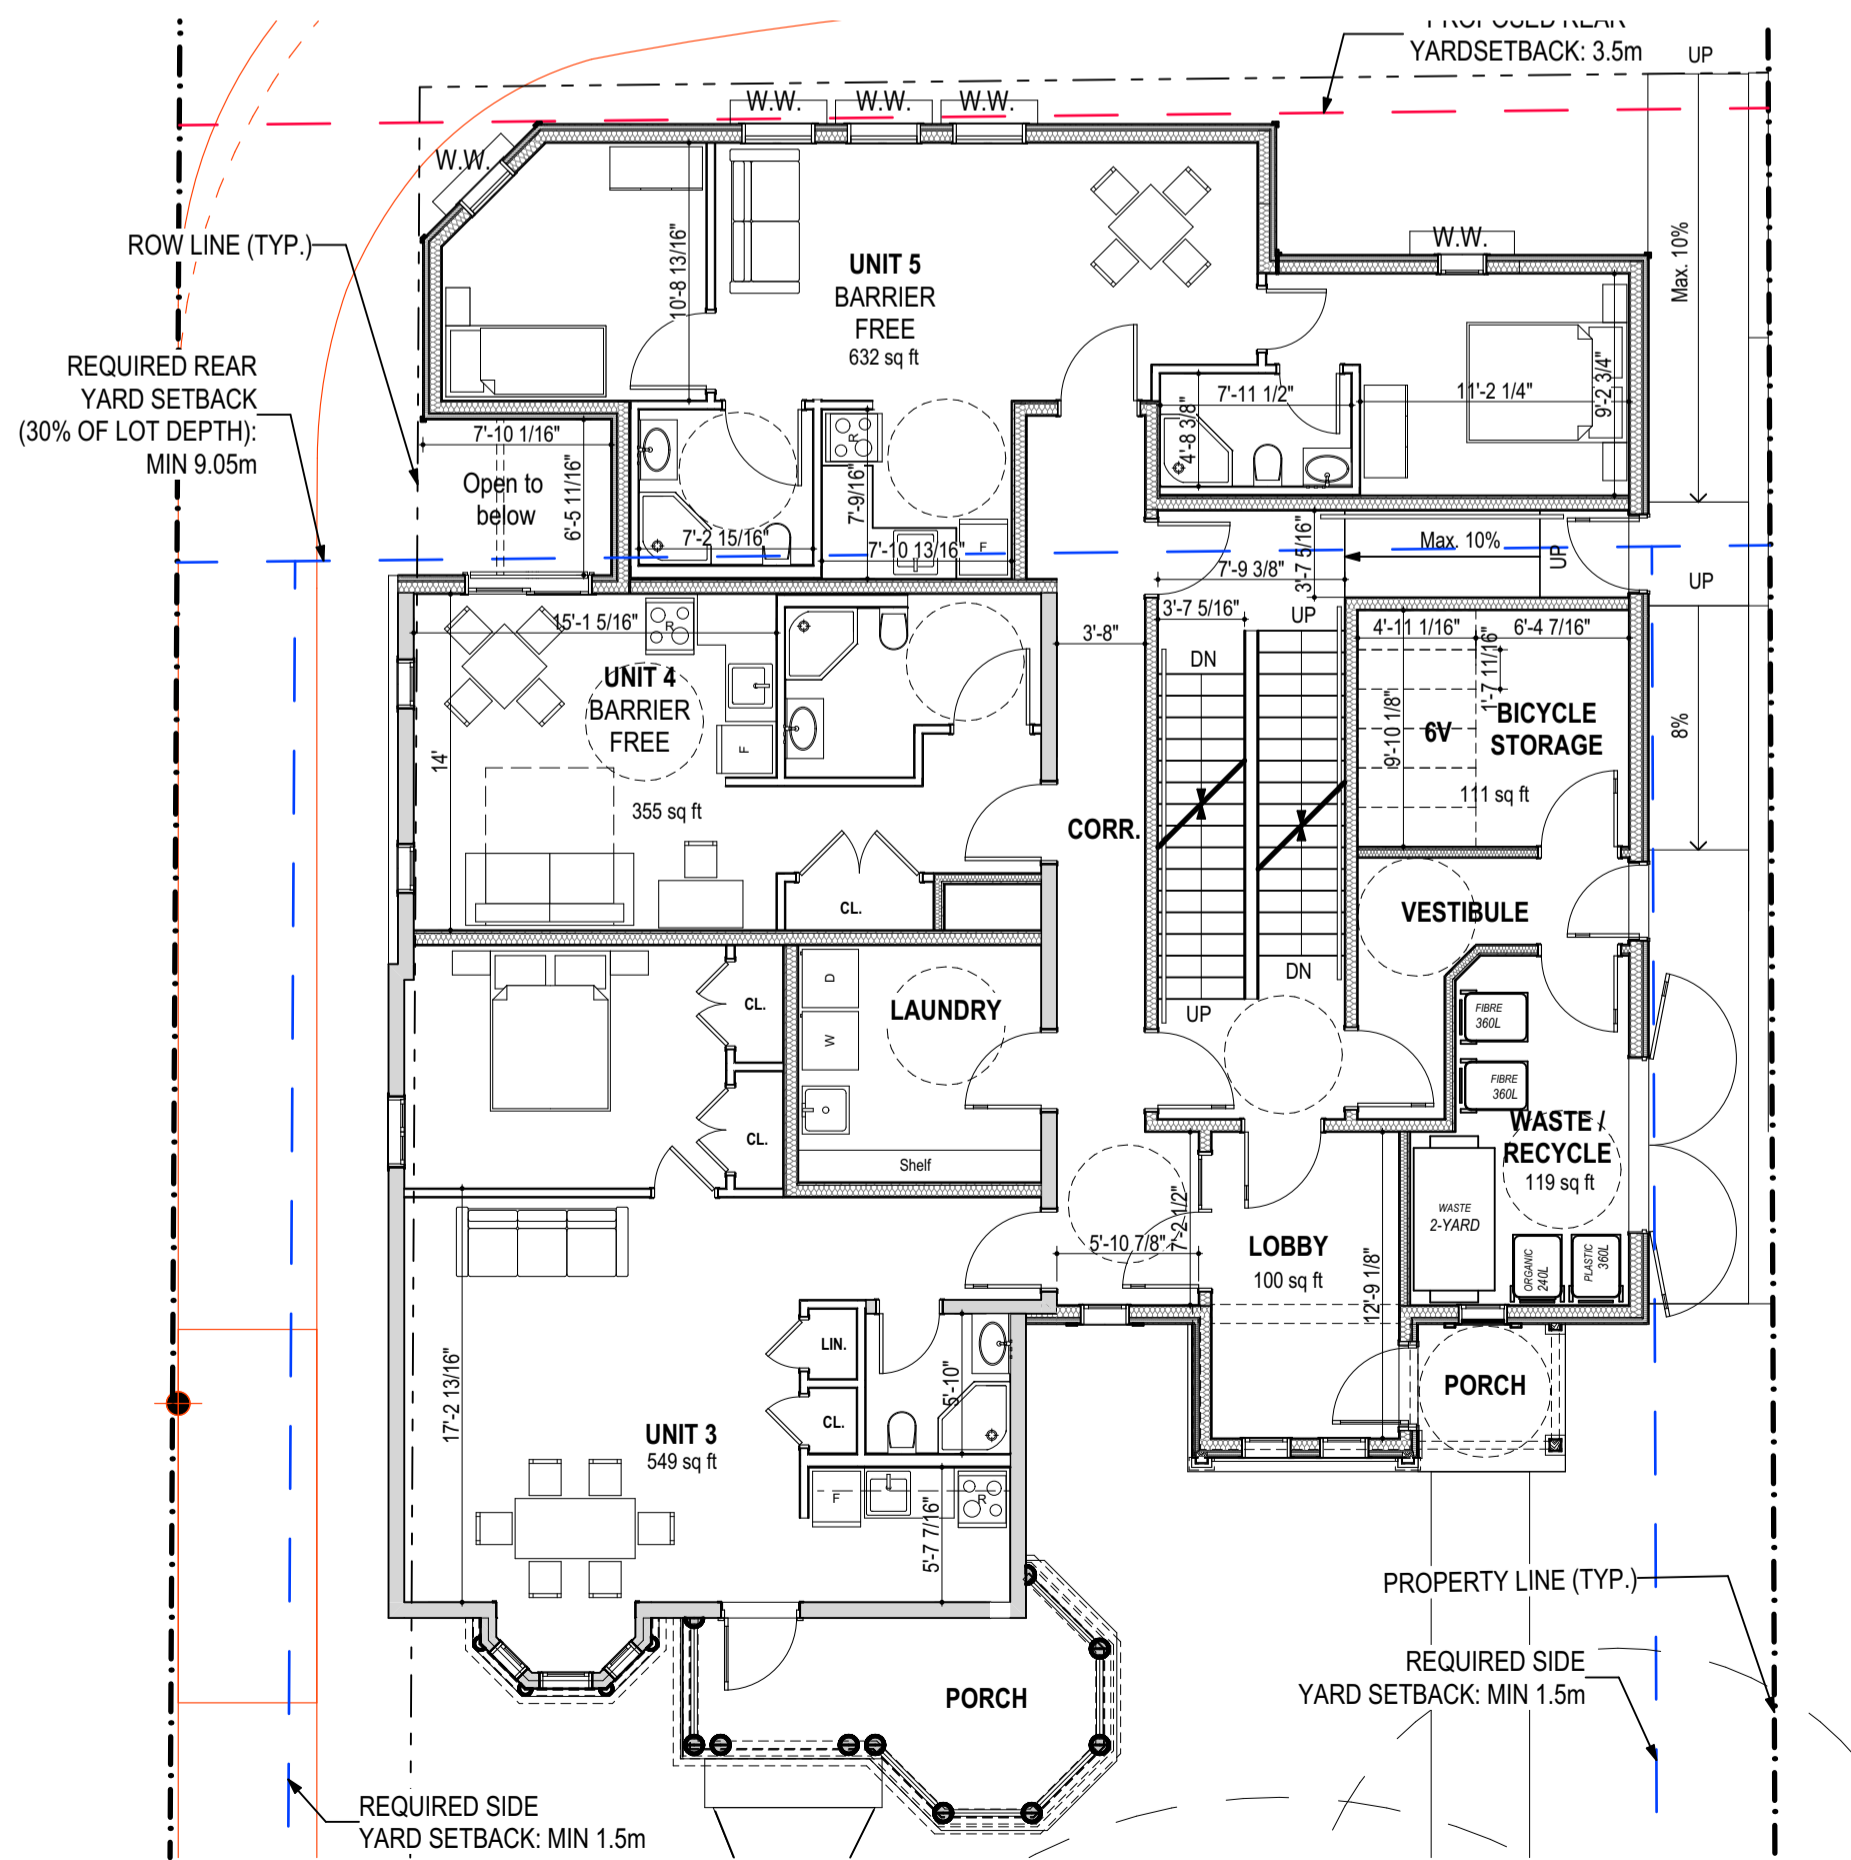 PROPOSED REAR
YARDSETBACK: 3.5m
UP
W.W.
W.W.
W.W.
W.W.
W.W.
ROW LINE (TYP.)
Max. 10%
10'-8 13/16"
UNIT 5
BARRIER
FREE
632 sq ft
REQUIRED REAR
YARD SETBACK
(30% OF LOT DEPTH):
MIN 9.05m
7'-11 1/2"
11'-2 1/4"
9'-2 3/4"
4'-8 3/8"
7'-10 1/16"
Open to
below
6'-5 11/16"
R
7'-9/16"
7'-2 15/16"
7'-10 13/16"
F
3'-7 5/16"
Max. 10%
UP
7'-9 3/8"
UP
15'-1 5/16"
R
3'-8"
3'-7 5/16"
UP
4'-11 1/16"
6'-4 7/16"
DN
1'-7 11/16"
UNIT 4
BARRIER
FREE
F
14'
355 sq ft
9'-10 1/8"
6V
BICYCLE
STORAGE
111 sq ft
8%
CORR.
CL.
VESTIBULE
DN
UP
D
W
LAUNDRY
Shelf
CL.
CL.
FIBRE
360L
FIBRE
360L
WASTE /
RECYCLE
119 sq ft
WASTE
2-YARD
ORGANIC
240L
PLASTIC
360L
7'-2 1/2"
5'-10 7/8"
LOBBY
100 sq ft
12'-9 1/8"
LIN.
CL.
5'-10"
17'-2 13/16"
UNIT 3
549 sq ft
PORCH
F
R
5'-7 7/16"
PROPERTY LINE (TYP.)
REQUIRED SIDE
YARD SETBACK: MIN 1.5m
PORCH
REQUIRED SIDE
YARD SETBACK: MIN 1.5m